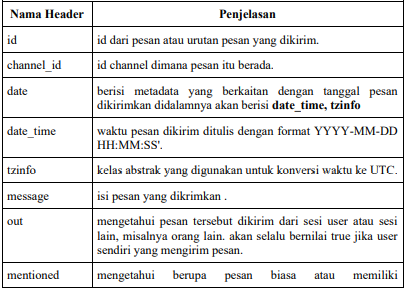 Nama Header Penjelasan
id id dari pesan atau urutan pesan yang dikirim.
channel_id id channel dimana pesan itu berada.
date berisi metadata yang berkaitan dengan tanggal pesan
dikirimkan didalamnya akan berisi date_time, tzinfo
date_time waktu pesan dikirim ditulis dengan format YYYY-MM-DD
HH:MM:SS'.
tzinfo kelas abstrak yang digunakan untuk konversi waktu ke UTC.
message isi pesan yang dikrimkan .
out mengetahui pesan tersebut dikirim dari sesi user atau sesi
lain, misalnya orang lain. akan selalu bernilai true jika user
sendiri yang mengirim pesan.
mentioned mengetahui berupa pesan biasa atau memiliki